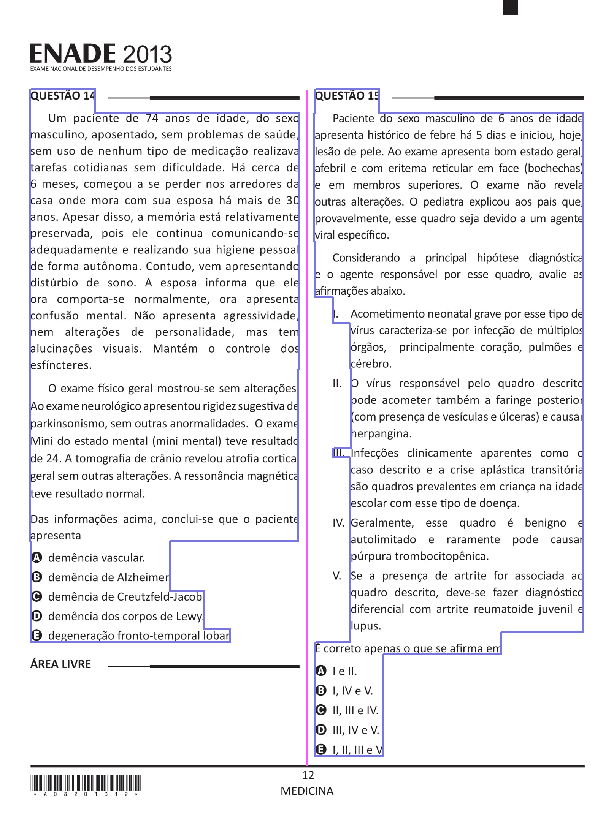 ENADE 2013
EXAME NACIONAL DE DESEMPENHO DOS ESTUDANTES
QUESTÃO 14
Um paciente de 74 anos de idade, do sexo
masculino, aposentado, sem problemas de saúde,
sem uso de nenhum tipo de medicação realizava
tarefas cotidianas sem dificuldade. Há cerca de
6 meses, começou a se perder nos arredores da
casa onde mora com sua esposa há mais de 30
anos. Apesar disso, a memória está relativamente
preservada, pois ele continua comunicando-se
adequadamente e realizando sua higiene pessoal
de forma autônoma. Contudo, vem apresentando
distúrbio de sono. A esposa informa que ele
ora comporta-se normalmente, ora apresenta
confusão mental. Não apresenta agressividade,
nem alterações de personalidade, mas tem
alucinações visuais. Mantém o controle dos
esfíncteres.
O exame físico geral mostrou-se sem alterações.
Ao exame neurológico apresentou rigidez sugestiva de
parkinsonismo, sem outras anormalidades. O exame
Mini do estado mental (mini mental) teve resultado
de 24. A tomografia de crânio revelou atrofia cortical
geral sem outras alterações. A ressonância magnética
teve resultado normal.
Das informações acima, conclui-se que o paciente
apresenta
A demência vascular.
B demência de Alzheimer.
C demência de Creutzfeld-Jacob.
D demência dos corpos de Lewy.
E degeneração fronto-temporal lobar.
ÁREA LIVRE
QUESTÃO 15
Paciente do sexo masculino de 6 anos de idade
apresenta histórico de febre há 5 dias e iniciou, hoje,
lesão de pele. Ao exame apresenta bom estado geral,
afebril e com eritema reticular em face (bochechas)
e em membros superiores. O exame não revela
outras alterações. O pediatra explicou aos pais que,
provavelmente, esse quadro seja devido a um agente
viral específico.
Considerando a principal hipótese diagnóstica
e o agente responsável por esse quadro, avalie as
afirmações abaixo.
I. Acometimento neonatal grave por esse tipo de
vírus caracteriza-se por infecção de múltiplos
órgãos, principalmente coração, pulmões e
cérebro.
II. O vírus responsável pelo quadro descrito
pode acometer também a faringe posterior
(com presença de vesículas e úlceras) e causar
herpangina.
III. Infecções clinicamente aparentes como o
caso descrito e a crise aplástica transitória
são quadros prevalentes em criança na idade
escolar com esse tipo de doença.
IV. Geralmente, esse quadro é benigno e
autolimitado e raramente pode causar
púrpura trombocitopênica.
V. Se a presença de artrite for associada ao
quadro descrito, deve-se fazer diagnóstico
diferencial com artrite reumatoide juvenil e
lupus.
É correto apenas o que se afirma em
A I e II.
B I, IV e V.
C II, III e IV.
D III, IV e V.
E I, II, III e V
12
MEDICINA
*A0820131 2*